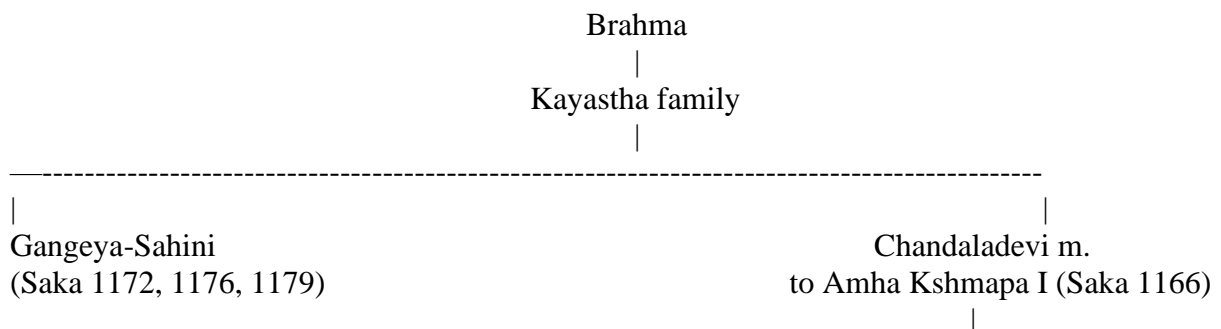 Brahma
|
Kayastha family
|
—-----------------------------------------------------------------------------------------------
| |
Gangeya-Sahini Chandaladevi m.
(Saka 1172, 1176, 1179) to Amha Kshmapa I (Saka 1166)
|